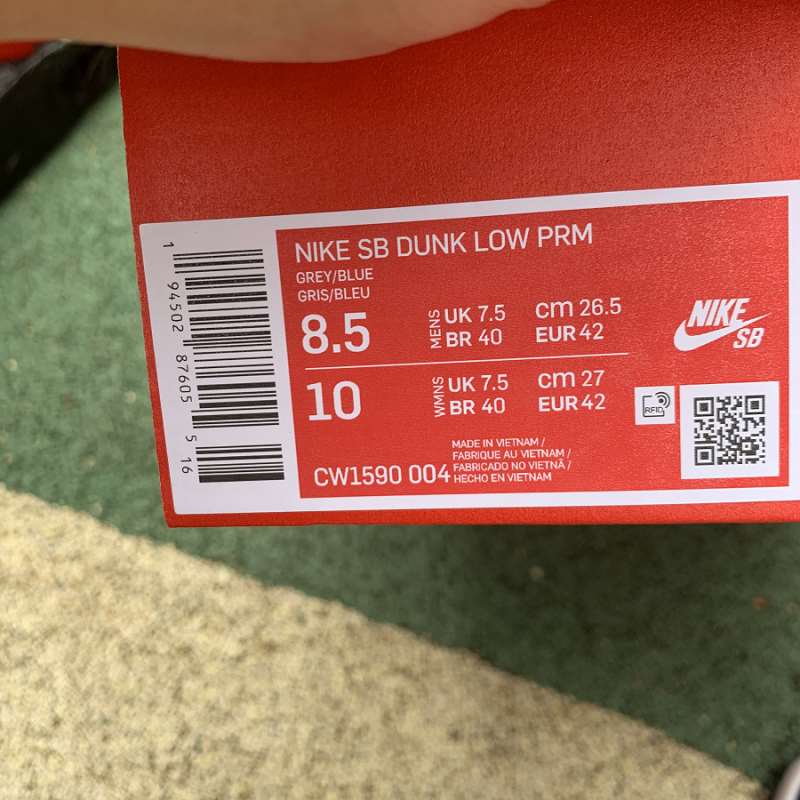 NIKE SB DUNK LOW PRM
GREY/BLUE
GRIS/BLEU
8.5 MENS UK 7.5 cm 26.5
BR 40 EUR 42
10 WMNS UK 7.5 cm 27
BR 40 EUR 42
CW1590 004
MADE IN VIETNAM /
FABRIQUE AU VIETNAM /
FABRICADO NO VIETNÃ /
HECHO EN VIETNAM
NIKE
SB
RFID
1 94502 87605 5 16